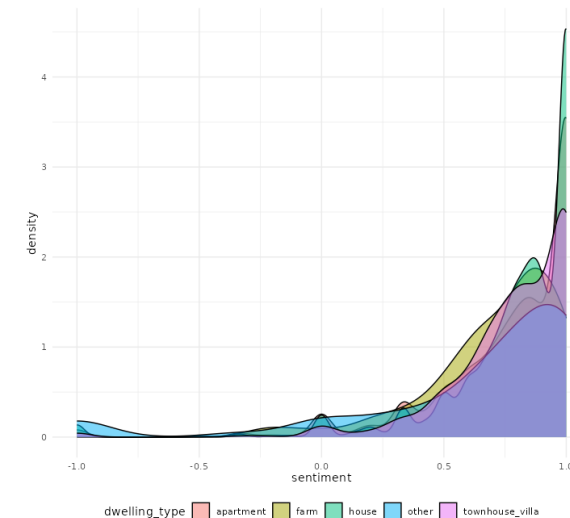 4
3
2
1
0
density
-1.0 -0.5 0.0 0.5 1.0
sentiment
dwelling_type apartment farm house other townhouse_villa